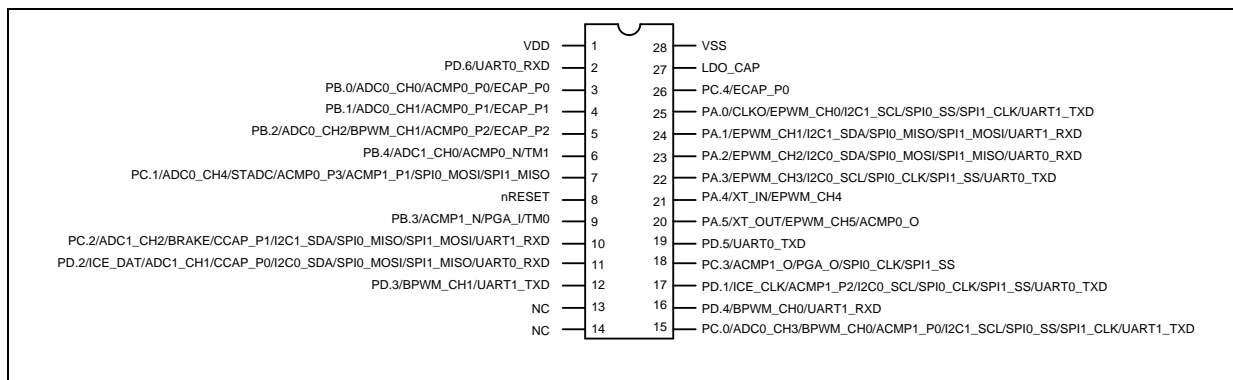 VDD 1 28 VSS
PD.6/UART0_RXD 2 27 LDO_CAP
PB.0/ADC0_CH0/ACMP0_P0/ECAP_P0 3 26 PC.4/ECAP_P0
PB.1/ADC0_CH1/ACMP0_P1/ECAP_P1 4 25 PA.0/CLKO/EPWM_CH0/I2C1_SCL/SPI0_SS/SPI1_CLK/UART1_TXD
PB.2/ADC0_CH2/BPWM_CH1/ACMP0_P2/ECAP_P2 5 24 PA.1/EPWM_CH1/I2C1_SDA/SPI0_MISO/SPI1_MOSI/UART1_RXD
PB.4/ADC1_CH0/ACMP0_N/TM1 6 23 PA.2/EPWM_CH2/I2C0_SDA/SPI0_MOSI/SPI1_MISO/UART0_RXD
PC.1/ADC0_CH4/STADC/ACMP0_P3/ACMP1_P1/SPI0_MOSI/SPI1_MISO 7 22 PA.3/EPWM_CH3/I2C0_SCL/SPI0_CLK/SPI1_SS/UART0_TXD
nRESET 8 21 PA.4/XT_IN/EPWM_CH4
PB.3/ACMP1_N/PGA_I/TM0 9 20 PA.5/XT_OUT/EPWM_CH5/ACMP0_O
PC.2/ADC1_CH2/BRAKE/CCAP_P1/I2C1_SDA/SPI0_MISO/SPI1_MOSI/UART1_RXD 10 19 PD.5/UART0_TXD
PD.2/ICE_DAT/ADC1_CH1/CCAP_P0/I2C0_SDA/SPI0_MOSI/SPI1_MISO/UART0_RXD 11 18 PC.3/ACMP1_O/PGA_O/SPI0_CLK/SPI1_SS
PD.3/BPWM_CH1/UART1_TXD 12 17 PD.1/ICE_CLK/ACMP1_P2/I2C0_SCL/SPI0_CLK/SPI1_SS/UART0_TXD
NC 13 16 PD.4/BPWM_CH0/UART1_RXD
NC 14 15 PC.0/ADC0_CH3/BPWM_CH0/ACMP1_P0/I2C1_SCL/SPI0_SS/SPI1_CLK/UART1_TXD